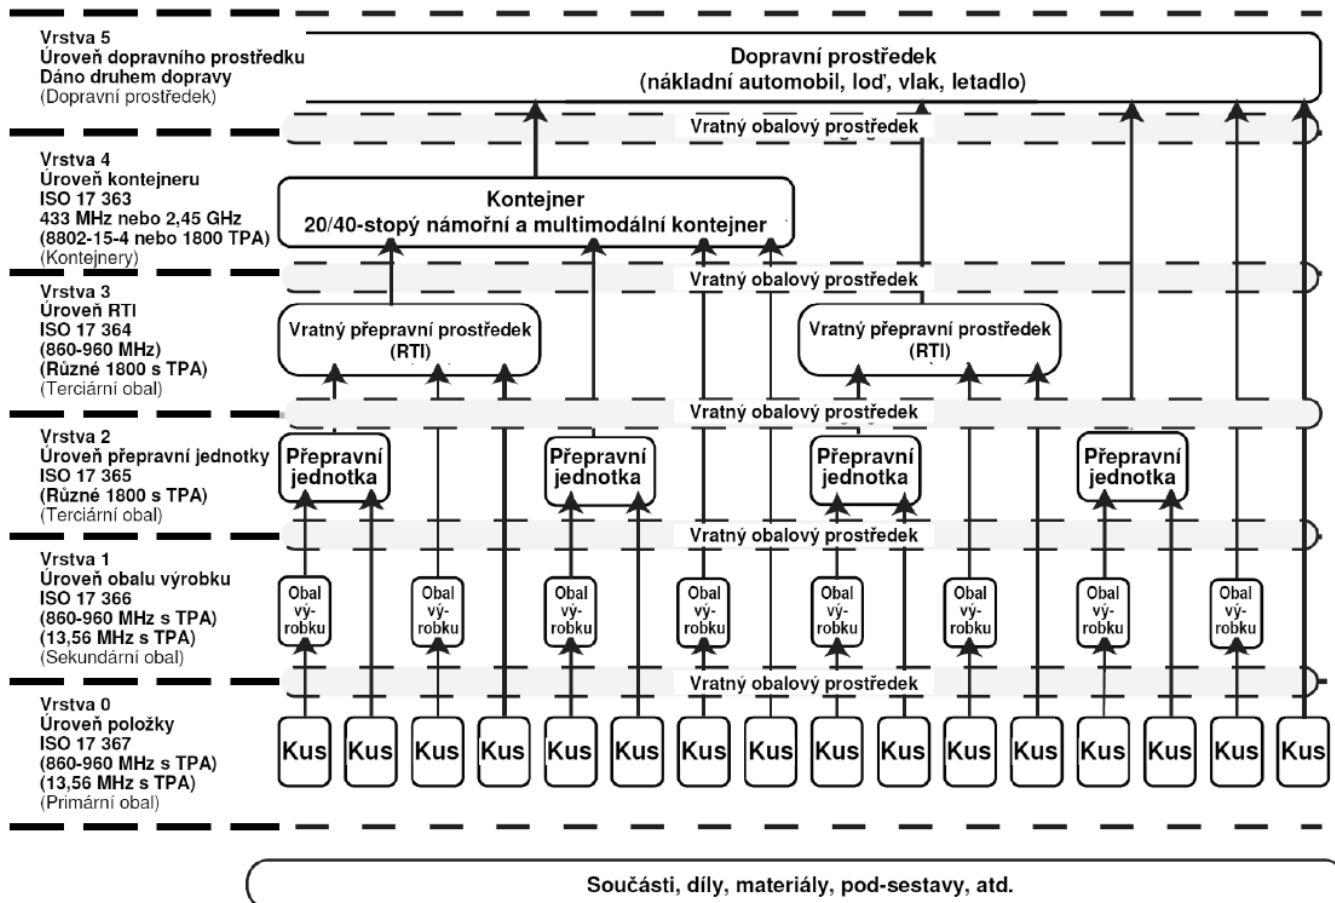 Vrstva 5
Úroveň dopravního prostředku
Dáno druhem dopravy
(Dopravní prostředek)
Dopravní prostředek
(nákladní automobil, loď, vlak, letadlo)
Vratný obalový prostředek
Vrstva 4
Úroveň kontejneru
ISO 17 363
433 MHz nebo 2,45 GHz
(8802-15-4 nebo 1800 TPA)
(Kontejnery)
Kontejner
20/40-stopý námořní a multimodální kontejner
Vratný obalový prostředek
Vrstva 3
Úroveň RTI
ISO 17 364
(860-960 MHz)
(Různé 1800 s TPA)
(Terciární obal)
Vratný přepravní prostředek
(RTI)
Vratný přepravní prostředek
(RTI)
Vratný obalový prostředek
Vrstva 2
Úroveň přepravní jednotky
ISO 17 365
(Různé 1800 s TPA)
(Terciární obal)
Přepravní
jednotka
Přepravní
jednotka
Přepravní
jednotka
Přepravní
jednotka
Vratný obalový prostředek
Vrstva 1
Úroveň obalu výrobku
ISO 17 366
(860-960 MHz s TPA)
(13,56 MHz s TPA)
(Sekundární obal)
Obal
vý-
robku
Obal
vý-
robku
Obal
vý-
robku
Obal
vý-
robku
Obal
vý-
robku
Obal
vý-
robku
Obal
vý-
robku
Obal
vý-
robku
Vratný obalový prostředek
Vrstva 0
Úroveň položky
ISO 17 367
(860-960 MHz s TPA)
(13,56 MHz s TPA)
(Primární obal)
Kus Kus Kus Kus Kus Kus Kus Kus Kus Kus Kus Kus Kus Kus Kus Kus
Součásti, díly, materiály, pod-sestavy, atd.